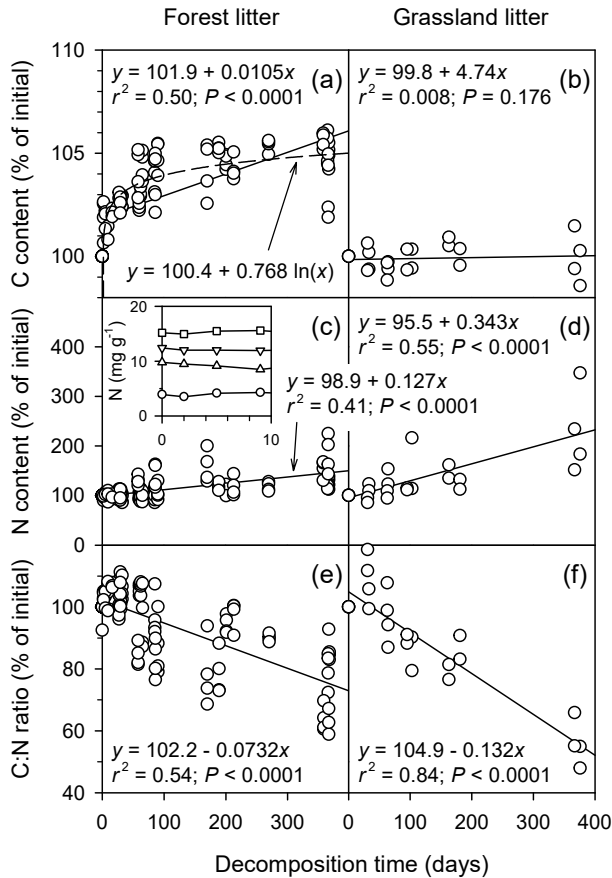 Forest litter
Grassland litter
C content (% of initial)
110
105
100
y = 101.9 + 0.0105x
r² = 0.50; P < 0.0001
(a)
y = 100.4 + 0.768 ln(x)
y = 99.8 + 4.74x
r² = 0.008; P = 0.176
(b)
N content (% of initial)
400
300
200
100
0
N (mg g⁻¹)
20
10
0
0
10
(c)
y = 98.9 + 0.127x
r² = 0.41; P < 0.0001
y = 95.5 + 0.343x
r² = 0.55; P < 0.0001
(d)
C:N ratio (% of initial)
100
80
60
40
(e)
y = 102.2 - 0.0732x
r² = 0.54; P < 0.0001
(f)
y = 104.9 - 0.132x
r² = 0.84; P < 0.0001
0 100 200 300 0 100 200 300 400
Decomposition time (days)